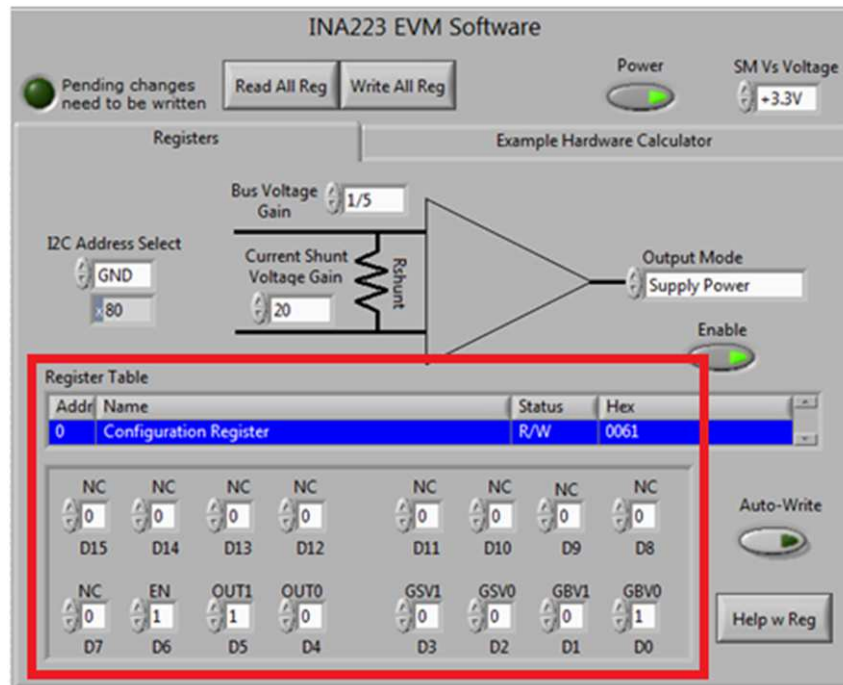 INA223 EVM Software
Pending changes
need to be written
Read All Reg
Write All Reg
Power
SM Vs Voltage
+3.3V
Registers
Example Hardware Calculator
Bus Voltage
Gain
1/5
I2C Address Select
GND
x80
Current Shunt
Voltage Gain
20
Rshunt
Output Mode
Supply Power
Enable
Register Table
Addr Name Status Hex
0 Configuration Register R/W 0061
NC NC NC NC NC NC NC NC
0 0 0 0 0 0 0 0
D15 D14 D13 D12 D11 D10 D9 D8
Auto-Write
NC EN OUT1 OUT0 GSV1 GSV0 GBV1 GBV0
0 1 1 0 0 0 0 1
D7 D6 D5 D4 D3 D2 D1 D0
Help w Reg